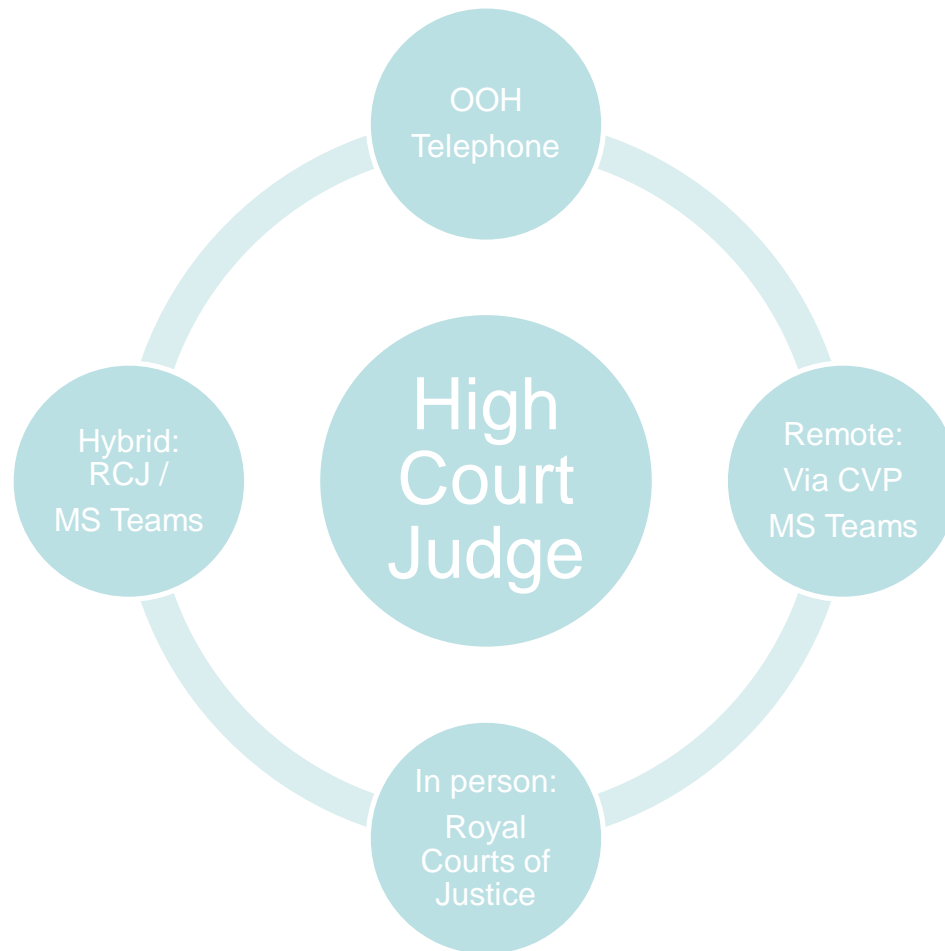 OOH
Telephone
Hybrid:
RCJ /
MS Teams
High
Court
Judge
Remote:
Via CVP
MS Teams
In person:
Royal
Courts of
Justice